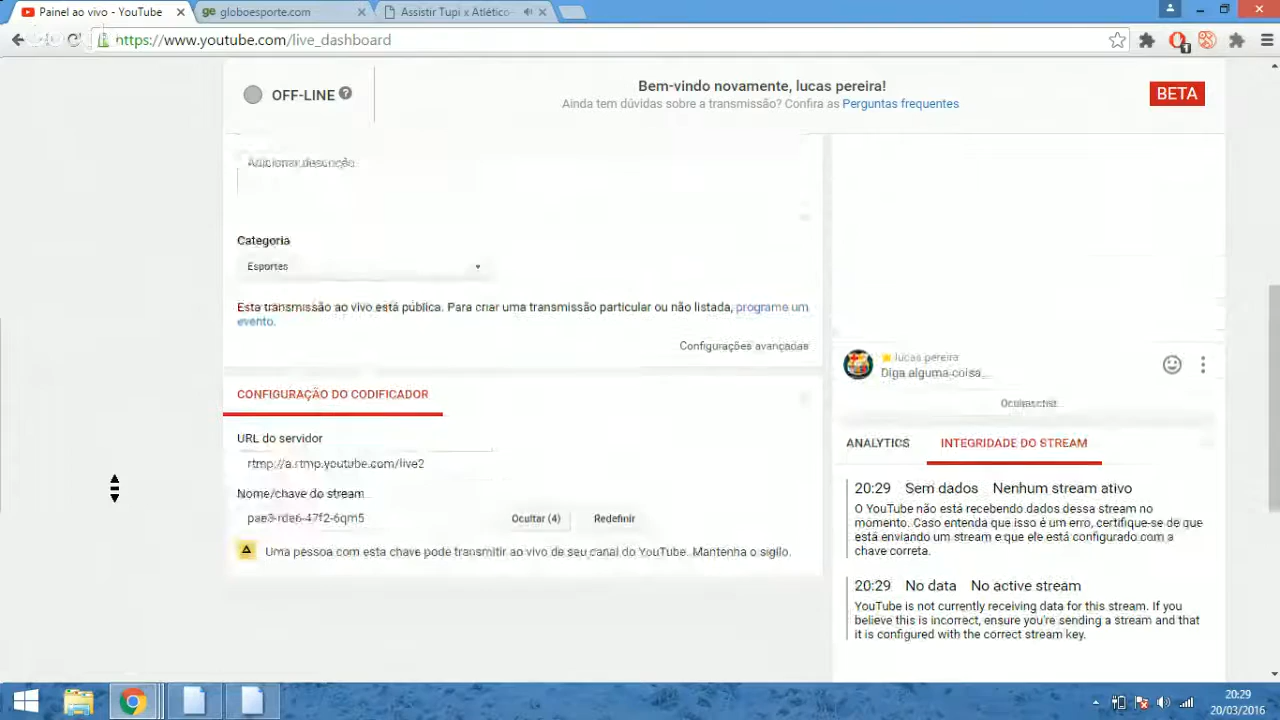 Painel ao vivo - YouTube
globoesporte.com
Assistir Tupi x Atlético-
https://www.youtube.com/live_dashboard
1
OFF-LINE ?
Bem-vindo novamente, lucas pereira!
Ainda tem dúvidas sobre a transmissão? Confira as Perguntas frequentes
BETA
Adicionar descrição
Categoria
Esportes
Esta transmissão ao vivo está pública. Para criar uma transmissão particular ou não listada, programe um
evento.
Configurações avançadas
CONFIGURAÇÃO DO CODIFICADOR
URL do servidor
rtmp://a.rtmp.youtube.com/live2
Nome/chave do stream
Ocultar (4)
Redefinir
Uma pessoa com esta chave pode transmitir ao vivo de seu canal do YouTube. Mantenha o sigilo.
lucas pereira
Diga alguma coisa...
Ocultar chat
ANALYTICS
INTEGRIDADE DO STREAM
20:29 Sem dados Nenhum stream ativo
O YouTube não está recebendo dados dessa stream no
momento. Caso entenda que isso é um erro, certifique-se de que
está enviando um stream e que ele está configurado com a
chave correta.
20:29 No data No active stream
YouTube is not currently receiving data for this stream. If you
believe this is incorrect, ensure you're sending a stream and that
it is configured with the correct stream key.
20:29
20/03/2016